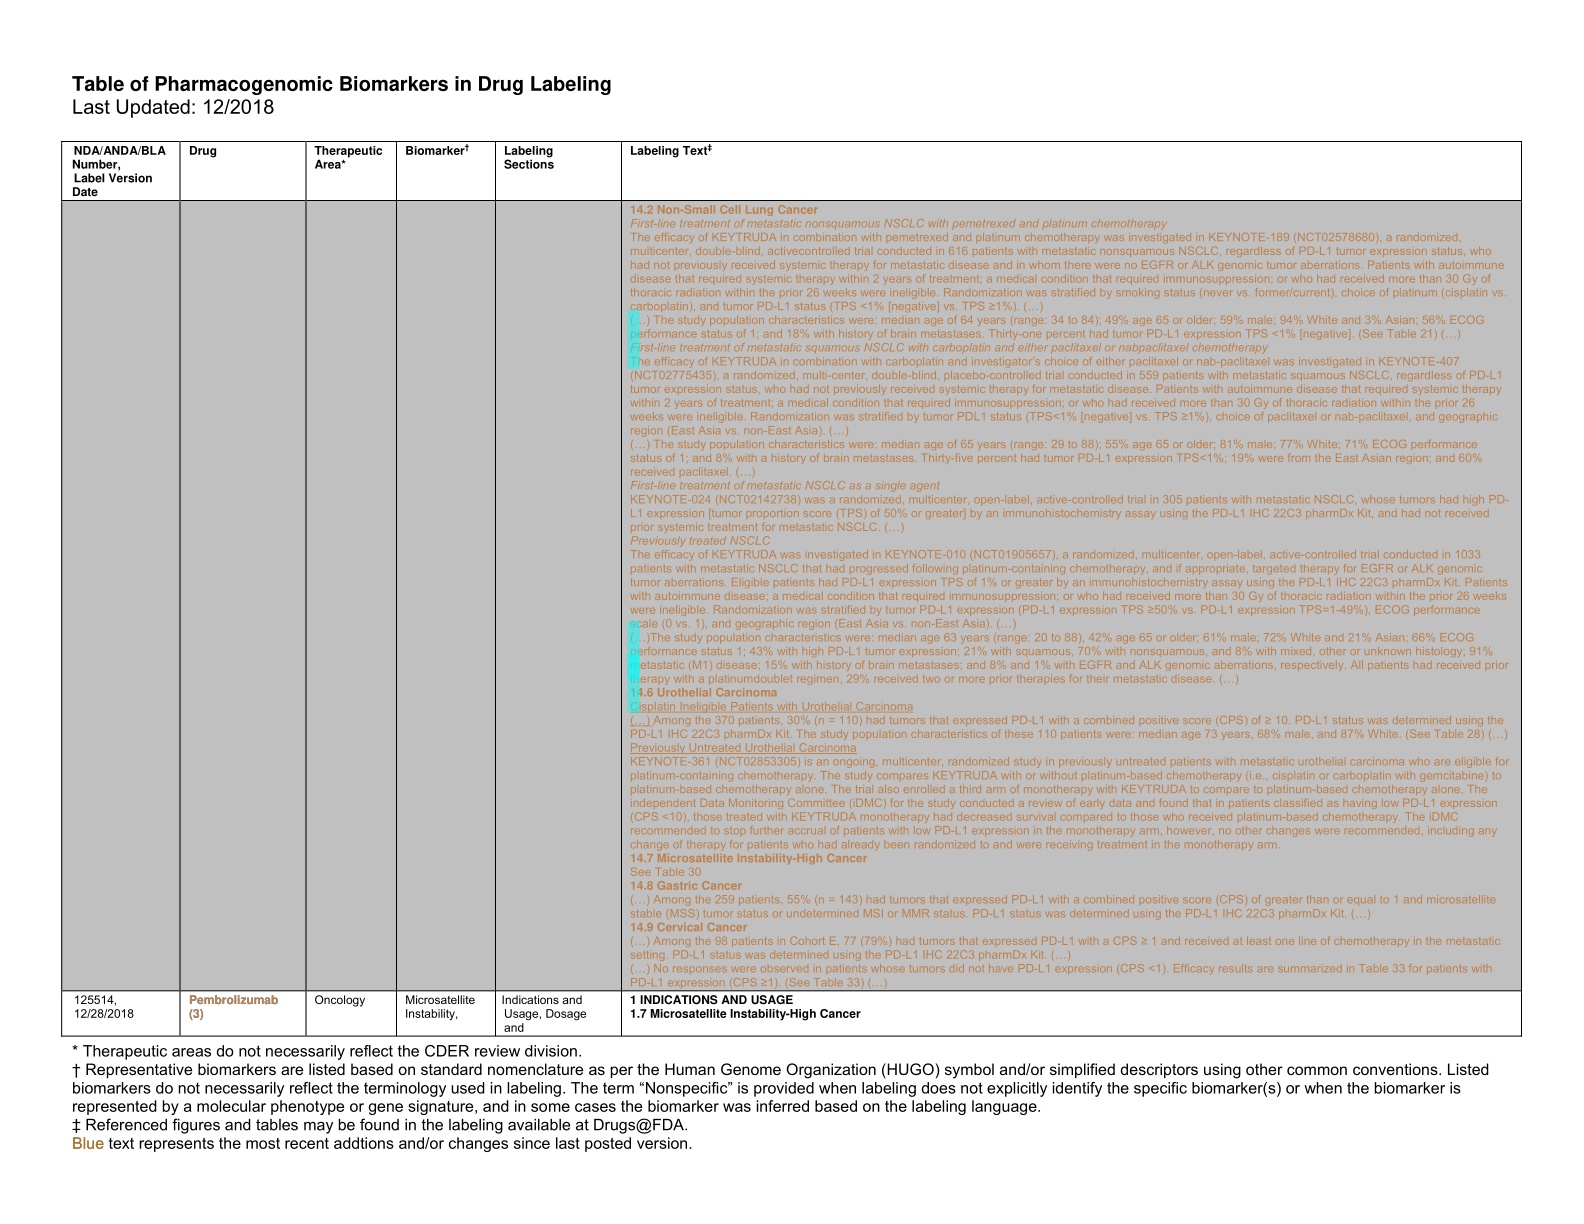 Table of Pharmacogenomic Biomarkers in Drug Labeling
Last Updated: 12/2018
NDA/ANDA/BLA
Number,
Label Version
Date
Drug
Therapeutic
Area*
Biomarker†
Labeling
Sections
Labeling Text‡
14.2 Non-Small Cell Lung Cancer
First-line treatment of metastatic nonsquamous NSCLC with pemetrexed and platinum chemotherapy
The efficacy of KEYTRUDA in combination with pemetrexed and platinum chemotherapy was investigated in KEYNOTE-189 (NCT02578680), a randomized,
multicenter, double-blind, activecontrolled trial conducted in 616 patients with metastatic nonsquamous NSCLC, regardless of PD-L1 tumor expression status, who
had not previously received systemic therapy for metastatic disease and in whom there were no EGFR or ALK genomic tumor aberrations. Patients with autoimmune
disease that required systemic therapy within 2 years of treatment; a medical condition that required immunosuppression; or who had received more than 30 Gy of
thoracic radiation within the prior 26 weeks were ineligible. Randomization was stratified by smoking status (never vs. former/current), choice of platinum (cisplatin vs.
carboplatin), and tumor PD-L1 status (TPS <1% [negative] vs. TPS ≥1%). (…)
(…) The study population characteristics were: median age of 64 years (range: 34 to 84); 49% age 65 or older; 59% male; 94% White and 3% Asian; 56% ECOG
performance status of 1; and 18% with history of brain metastases. Thirty-one percent had tumor PD-L1 expression TPS <1% [negative]. (See Table 21) (…)
First-line treatment of metastatic squamous NSCLC with carboplatin and either paclitaxel or nabpaclitaxel chemotherapy
The efficacy of KEYTRUDA in combination with carboplatin and investigator's choice of either paclitaxel or nab-paclitaxel was investigated in KEYNOTE-407
(NCT02775435), a randomized, multi-center, double-blind, placebo-controlled trial conducted in 559 patients with metastatic squamous NSCLC, regardless of PD-L1
tumor expression status, who had not previously received systemic therapy for metastatic disease. Patients with autoimmune disease that required systemic therapy
within 2 years of treatment; a medical condition that required immunosuppression; or who had received more than 30 Gy of thoracic radiation within the prior 26
weeks were ineligible. Randomization was stratified by tumor PDL1 status (TPS<1% [negative] vs. TPS ≥1%), choice of paclitaxel or nab-paclitaxel, and geographic
region (East Asia vs. non-East Asia). (…)
(…) The study population characteristics were: median age of 65 years (range: 29 to 88); 55% age 65 or older; 81% male; 77% White; 71% ECOG performance
status of 1; and 8% with a history of brain metastases. Thirty-five percent had tumor PD-L1 expression TPS<1%; 19% were from the East Asian region; and 60%
received paclitaxel. (…)
First-line treatment of metastatic NSCLC as a single agent
KEYNOTE-024 (NCT02142738) was a randomized, multicenter, open-label, active-controlled trial in 305 patients with metastatic NSCLC, whose tumors had high PD-
L1 expression [tumor proportion score (TPS) of 50% or greater] by an immunohistochemistry assay using the PD-L1 IHC 22C3 pharmDx Kit, and had not received
prior systemic treatment for metastatic NSCLC. (…)
Previously treated NSCLC
The efficacy of KEYTRUDA was investigated in KEYNOTE-010 (NCT01905657), a randomized, multicenter, open-label, active-controlled trial conducted in 1033
patients with metastatic NSCLC that had progressed following platinum-containing chemotherapy, and if appropriate, targeted therapy for EGFR or ALK genomic
tumor aberrations. Eligible patients had PD-L1 expression TPS of 1% or greater by an immunohistochemistry assay using the PD-L1 IHC 22C3 pharmDx Kit. Patients
with autoimmune disease; a medical condition that required immunosuppression; or who had received more than 30 Gy of thoracic radiation within the prior 26 weeks
were ineligible. Randomization was stratified by tumor PD-L1 expression (PD-L1 expression TPS ≥50% vs. PD-L1 expression TPS=1-49%), ECOG performance
scale (0 vs. 1), and geographic region (East Asia vs. non-East Asia). (…)
(…)The study population characteristics were: median age 63 years (range: 20 to 88), 42% age 65 or older; 61% male; 72% White and 21% Asian; 66% ECOG
performance status 1; 43% with high PD-L1 tumor expression; 21% with squamous, 70% with nonsquamous, and 8% with mixed, other or unknown histology; 91%
metastatic (M1) disease; 15% with history of brain metastases; and 8% and 1% with EGFR and ALK genomic aberrations, respectively. All patients had received prior
therapy with a platinumdoublet regimen, 29% received two or more prior therapies for their metastatic disease. (…)
14.6 Urothelial Carcinoma
Cisplatin Ineligible Patients with Urothelial Carcinoma
(…) Among the 370 patients, 30% (n = 110) had tumors that expressed PD-L1 with a combined positive score (CPS) of ≥ 10. PD-L1 status was determined using the
PD-L1 IHC 22C3 pharmDx Kit. The study population characteristics of these 110 patients were: median age 73 years, 68% male, and 87% White. (See Table 28) (…)
Previously Untreated Urothelial Carcinoma
KEYNOTE-361 (NCT02853305) is an ongoing, multicenter, randomized study in previously untreated patients with metastatic urothelial carcinoma who are eligible for
platinum-containing chemotherapy. The study compares KEYTRUDA with or without platinum-based chemotherapy (i.e., cisplatin or carboplatin with gemcitabine) to
platinum-based chemotherapy alone. The trial also enrolled a third arm of monotherapy with KEYTRUDA to compare to platinum-based chemotherapy alone. The
independent Data Monitoring Committee (iDMC) for the study conducted a review of early data and found that in patients classified as having low PD-L1 expression
(CPS <10), those treated with KEYTRUDA monotherapy had decreased survival compared to those who received platinum-based chemotherapy. The iDMC
recommended to stop further accrual of patients with low PD-L1 expression in the monotherapy arm, however, no other changes were recommended, including any
change of therapy for patients who had already been randomized to and were receiving treatment in the monotherapy arm.
14.7 Microsatellite Instability-High Cancer
See Table 30
14.8 Gastric Cancer
(…) Among the 259 patients, 55% (n = 143) had tumors that expressed PD-L1 with a combined positive score (CPS) of greater than or equal to 1 and microsatellite
stable (MSS) tumor status or undetermined MSI or MMR status. PD-L1 status was determined using the PD-L1 IHC 22C3 pharmDx Kit. (…)
14.9 Cervical Cancer
(…) Among the 98 patients in Cohort E, 77 (79%) had tumors that expressed PD-L1 with a CPS ≥ 1 and received at least one line of chemotherapy in the metastatic
setting. PD-L1 status was determined using the PD-L1 IHC 22C3 pharmDx Kit. (…)
(…) No responses were observed in patients whose tumors did not have PD-L1 expression (CPS <1). Efficacy results are summarized in Table 33 for patients with
PD-L1 expression (CPS ≥1). (See Table 33) (…)
125514,
12/28/2018
Pembrolizumab
(3)
Oncology
Microsatellite
Instability,
Indications and
Usage, Dosage
and
1 INDICATIONS AND USAGE
1.7 Microsatellite Instability-High Cancer
* Therapeutic areas do not necessarily reflect the CDER review division.
† Representative biomarkers are listed based on standard nomenclature as per the Human Genome Organization (HUGO) symbol and/or simplified descriptors using other common conventions. Listed
biomarkers do not necessarily reflect the terminology used in labeling. The term “Nonspecific” is provided when labeling does not explicitly identify the specific biomarker(s) or when the biomarker is
represented by a molecular phenotype or gene signature, and in some cases the biomarker was inferred based on the labeling language.
‡ Referenced figures and tables may be found in the labeling available at Drugs@FDA.
Blue text represents the most recent addtions and/or changes since last posted version.